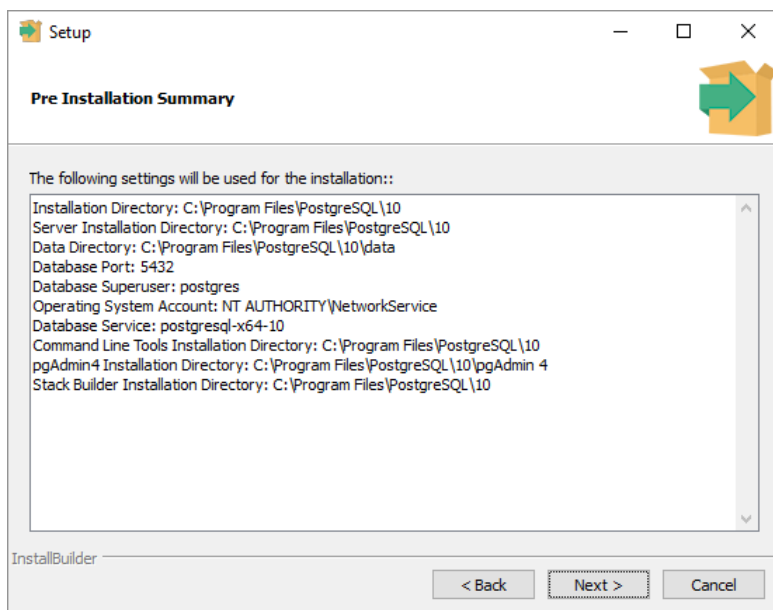 Setup
Pre Installation Summary
The following settings will be used for the installation::
Installation Directory: C:\Program Files\PostgreSQL\10
Server Installation Directory: C:\Program Files\PostgreSQL\10
Data Directory: C:\Program Files\PostgreSQL\10\data
Database Port: 5432
Database Superuser: postgres
Operating System Account: NT AUTHORITY\NetworkService
Database Service: postgresql-x64-10
Command Line Tools Installation Directory: C:\Program Files\PostgreSQL\10
pgAdmin4 Installation Directory: C:\Program Files\PostgreSQL\10\pgAdmin 4
Stack Builder Installation Directory: C:\Program Files\PostgreSQL\10
InstallBuilder
< Back Next > Cancel